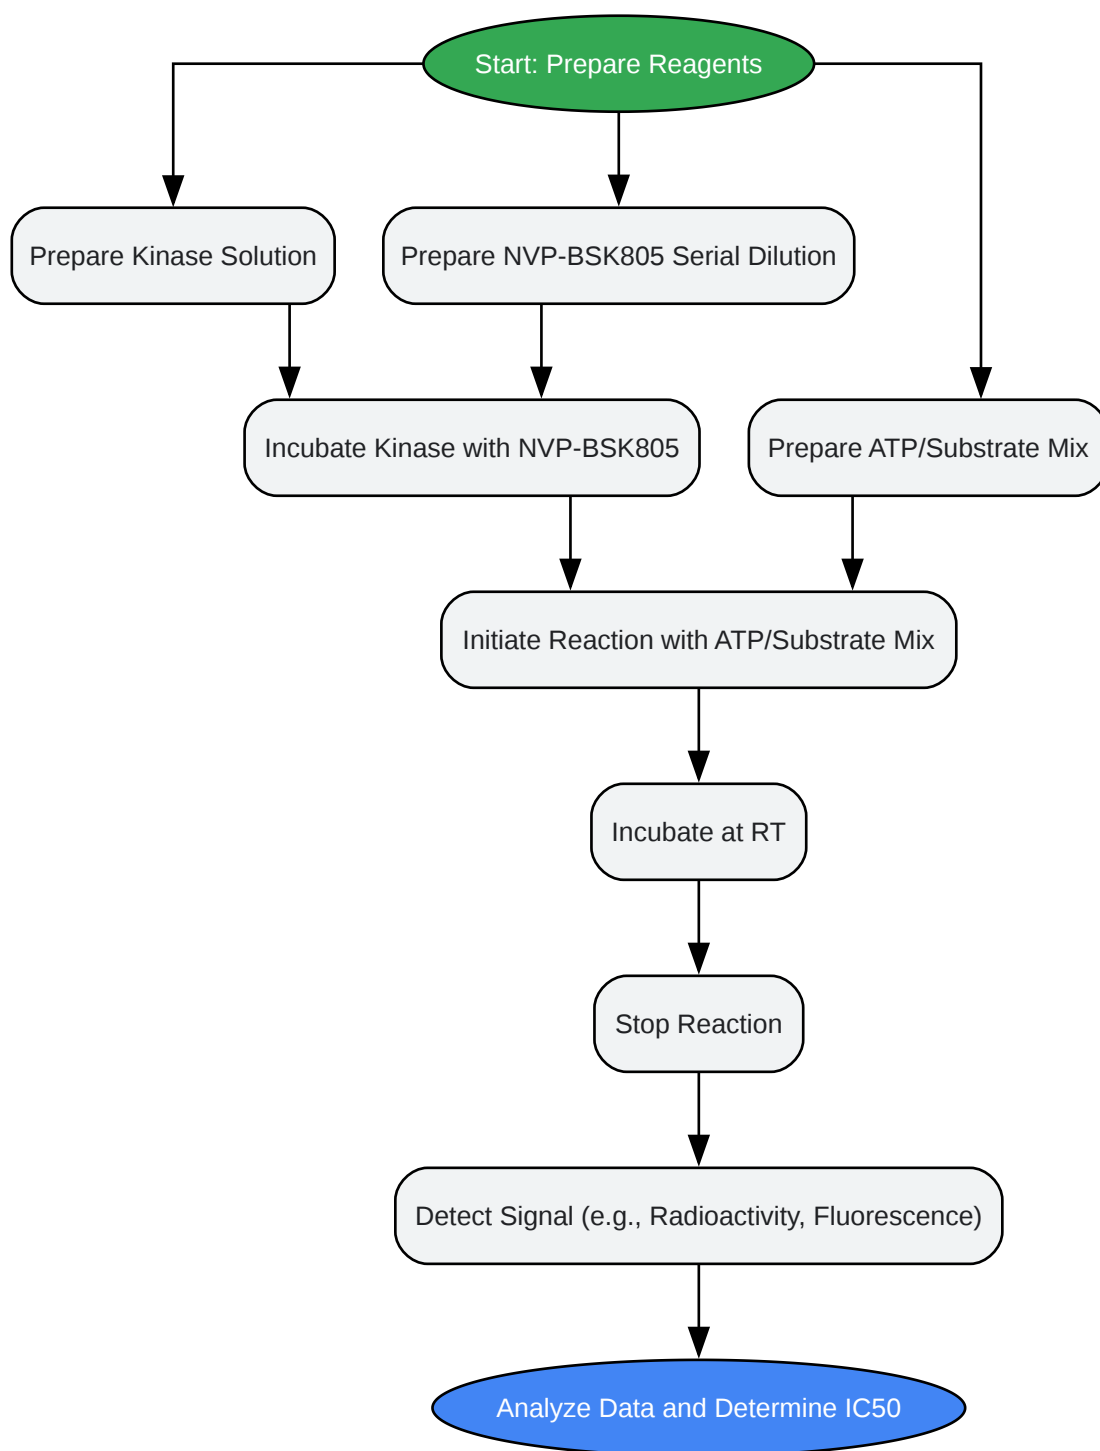 Start: Prepare Reagents
Prepare Kinase Solution
Prepare NVP-BSK805 Serial Dilution
Incubate Kinase with NVP-BSK805
Prepare ATP/Substrate Mix
Initiate Reaction with ATP/Substrate Mix
Incubate at RT
Stop Reaction
Detect Signal (e.g., Radioactivity, Fluorescence)
Analyze Data and Determine IC50